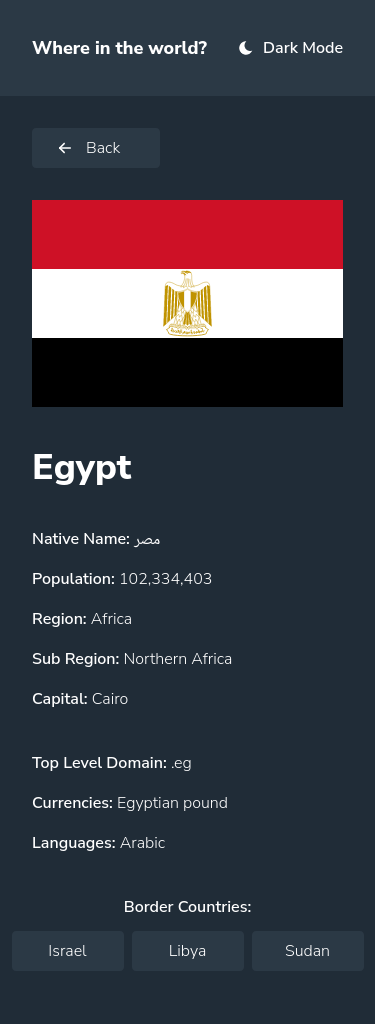 Where in the world?
Dark Mode
Back
Egypt
Native Name: مصر
Population: 102,334,403
Region: Africa
Sub Region: Northern Africa
Capital: Cairo
Top Level Domain: .eg
Currencies: Egyptian pound
Languages: Arabic
Border Countries:
Israel
Libya
Sudan